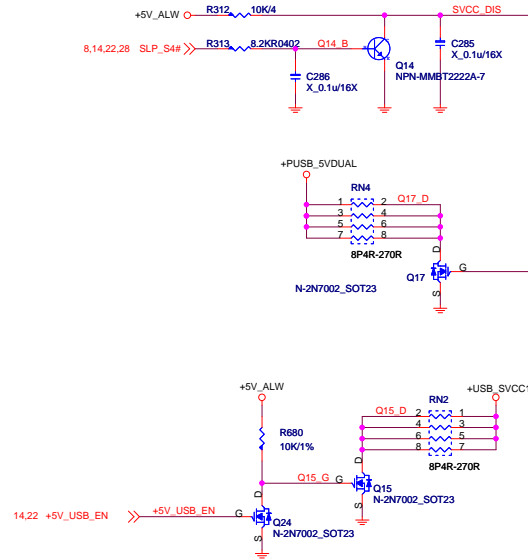 R312 10K/4 SVCC_DIS
+5V_ALW
8,14,22,28 SLP_S4# R313 8.2KR0402 Q14_B C285
X_0.1u/16X
Q14
NPN-MMBT2222A-7
C286
X_0.1u/16X
+PUSB_5VDUAL
RN4
1 2 Q17_D
3 4
5 6
7 8
8P4R-270R
D
Q17 G
N-2N7002_SOT23
S
+5V_ALW +USB_SVCC1
RN2
Q15_D 2 1
4 3
6 5
8 7
R680
10K/1%
8P4R-270R
D
Q15_G G Q15
N-2N7002_SOT23
S
D
14,22 +5V_USB_EN +5V_USB_EN G Q24
N-2N7002_SOT23
S